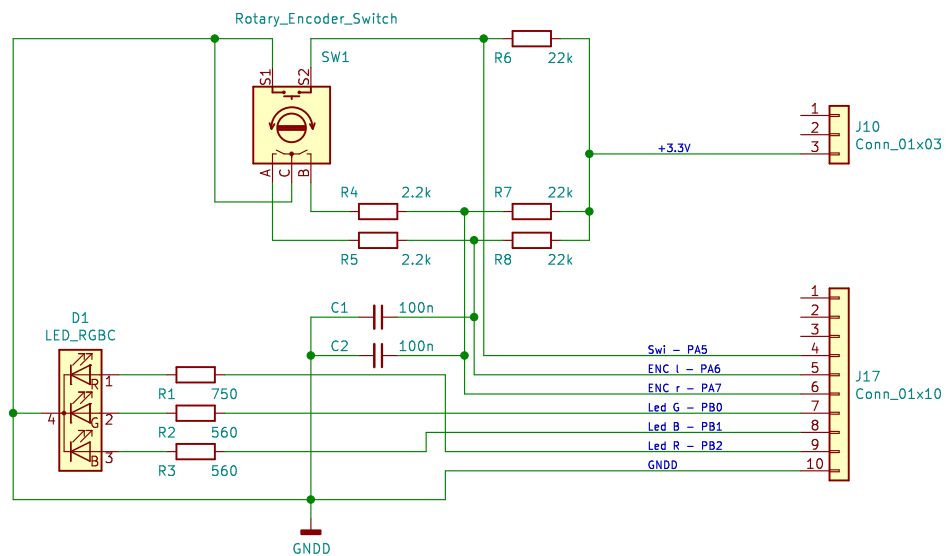 Rotary_Encoder_Switch
SW1
S1
S2
A
C
B
R6
22k
1
2
3
J10
Conn_01x03
+3.3V
R4
2.2k
R7
22k
R5
2.2k
R8
22k
C1
100n
C2
100n
D1
LED_RGBC
R
G
B
1
2
3
4
R1
750
R2
560
R3
560
Swi - PA5
ENC l - PA6
ENC r - PA7
Led G - PB0
Led B - PB1
Led R - PB2
GNDD
1
2
3
4
5
6
7
8
9
10
J17
Conn_01x10
GNDD